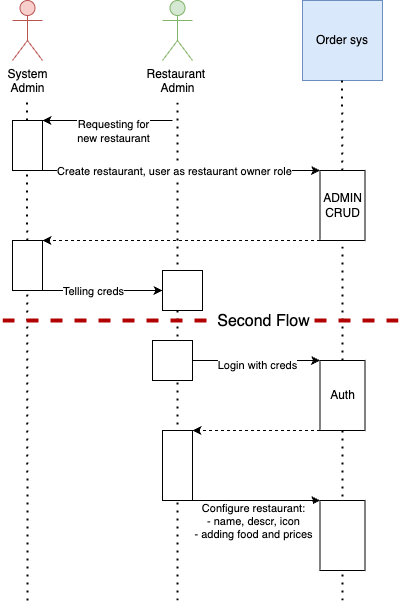 System
Admin
Restaurant
Admin
Order sys
Requesting for
new restaurant
Create restaurant, user as restaurant owner role
ADMIN
CRUD
Telling creds
Second Flow
Login with creds
Auth
Configure restaurant:
- name, descr, icon
- adding food and prices